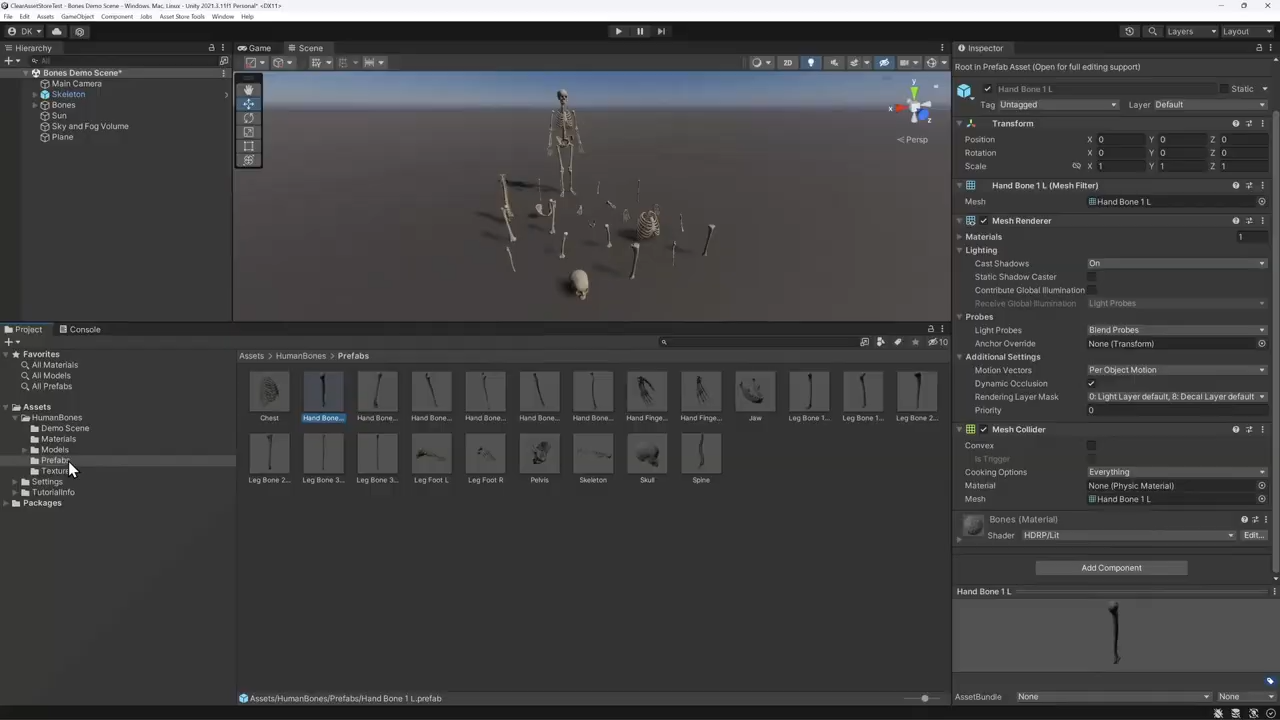 ClearAssetStoreTest - Bones Demo Scene - Windows, Mac, Linux - Unity 2021.3.11f1 Personal* <DX11>
File Edit Assets GameObject Component Jobs Asset Store Tools Window Help
DK Layers Layout
Hierarchy
All
Bones Demo Scene*
Main Camera
Skeleton
Bones
Sun
Sky and Fog Volume
Plane
Game Scene
2D
y
x
z
Persp
Inspector
Root in Prefab Asset (Open for full editing support)
Hand Bone 1 L Static
Tag Untagged Layer Default
Transform
Position X 0 Y 0 Z 0
Rotation X 0 Y 0 Z 0
Scale X 1 Y 1 Z 1
Hand Bone 1 L (Mesh Filter)
Mesh Hand Bone 1 L
Mesh Renderer
Materials 1
Lighting
Cast Shadows On
Static Shadow Caster
Contribute Global Illumination
Receive Global Illumination Light Probes
Probes
Light Probes Blend Probes
Anchor Override None (Transform)
Additional Settings
Motion Vectors Per Object Motion
Dynamic Occlusion
Rendering Layer Mask 0: Light Layer default, 8: Decal Layer default
Priority 0
Mesh Collider
Convex
Is Trigger
Cooking Options Everything
Material None (Physic Material)
Mesh Hand Bone 1 L
Bones (Material)
Shader HDRP/Lit Edit...
Add Component
Hand Bone 1 L
AssetBundle None None
Project Console
10
Favorites
All Materials
All Models
All Prefabs
Assets
HumanBones
Demo Scene
Materials
Models
Prefabs
Texture
Settings
TutorialInfo
Packages
Assets > HumanBones > Prefabs
Chest Hand Bone... Hand Bone... Hand Bone... Hand Bone... Hand Bone... Hand Bone... Hand Finge... Hand Finge... Jaw Leg Bone 1... Leg Bone 1... Leg Bone 2...
Leg Bone 2... Leg Bone 3... Leg Bone 3... Leg Foot L Leg Foot R Pelvis Skeleton Skull Spine
Assets/HumanBones/Prefabs/Hand Bone 1 L.prefab